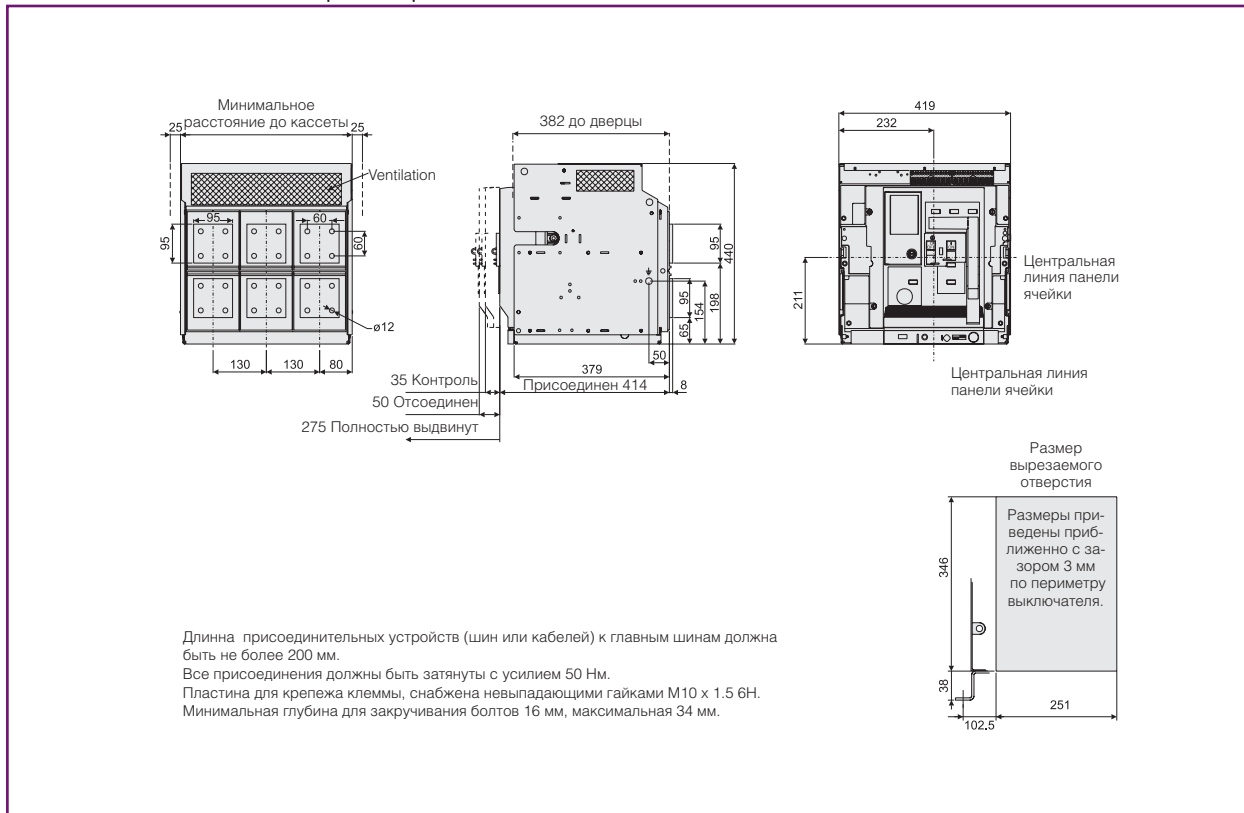 Минимальное
расстояние до кассеты
25
25
Ventilation
95
60
95
60
ø12
130
130
80
382 до дверцы
440
95
198
95
154
65
50
379
35 Контроль
Присоединен 414
8
50 Отсоединен
275 Полностью выдвинут
419
232
211
Центральная
линия панели
ячейки
Центральная линия
панели ячейки
Размер
вырезаемого
отверстия
Размеры при-
ведены приб-
лиженно с за-
зором 3 мм
по периметру
выключателя.
346
38
102.5
251
Длинна присоединительных устройств (шин или кабелей) к главным шинам должна
быть не более 200 мм.
Все присоединения должны быть затянуты с усилием 50 Нм.
Пластина для крепежа клеммы, снабжена невыпадающими гайками М10 х 1.5 6Н.
Минимальная глубина для закручивания болтов 16 мм, максимальная 34 мм.